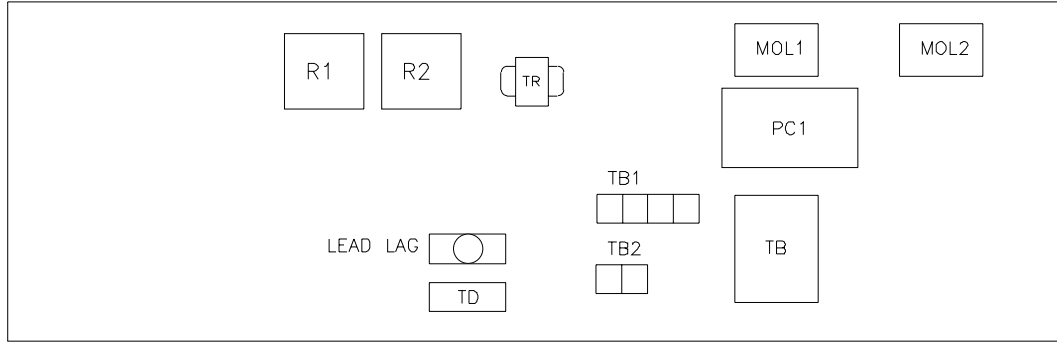 MOL1
MOL2
R1
R2
TR
PC1
TB1
LEAD LAG
TB2
TB
TD